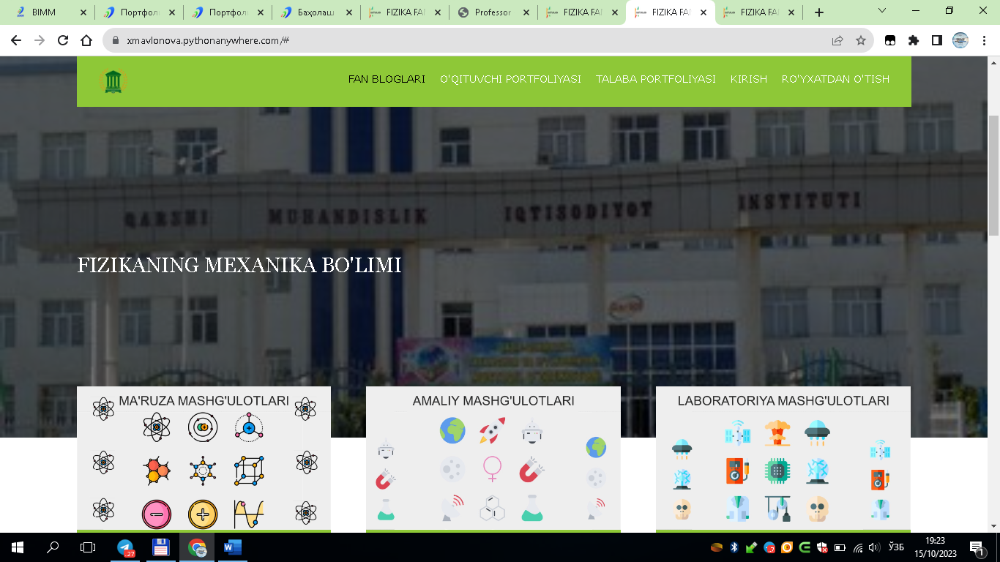 BIMM
Портфол
Портфол
Баҳолаш
FIZIKA FA
Professor
FIZIKA FA
FIZIKA FA
FIZIKA FA
xmavlonova.pythonanywhere.com/#
FAN BLOGLARI
O'QITUVCHI PORTFOLIYASI
TALABA PORTFOLIYASI
KIRISH
RO'YXATDAN O'TISH
QARSHI MUHANDISLIK IQTISODIYOT INSTITUTI
FIZIKANING MEXANIKA BO'LIMI
MA'RUZA MASHG'ULOTLARI
AMALIY MASHG'ULOTLARI
LABORATORIYA MASHG'ULOTLARI
27
ЎЗБ
19:23
15/10/2023
1